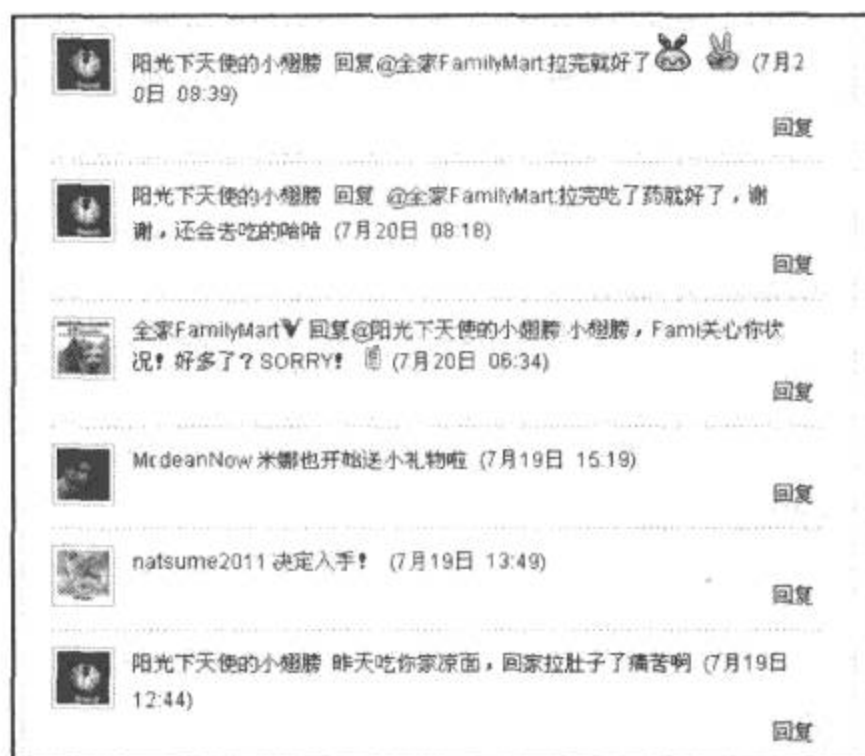 阳光下天使的小翅膀 回复@全家FamilyMart:拉完就好了 (7月2
0日 08:39)
回复
阳光下天使的小翅膀 回复 @全家FamilyMart:拉完吃了药就好了，谢
谢，还会去吃的哈哈 (7月20日 08:18)
回复
全家FamilyMart 回复@阳光下天使的小翅膀 小翅膀，Fami关心你状
况！好多了？SORRY！ (7月20日 06:34)
回复
McdeanNow 米娜也开始送小礼物啦 (7月19日 15:19)
回复
natsume2011 决定入手！ (7月19日 13:49)
回复
阳光下天使的小翅膀 昨天吃你家凉面，回家拉肚子了痛苦啊 (7月19日
12:44)
回复